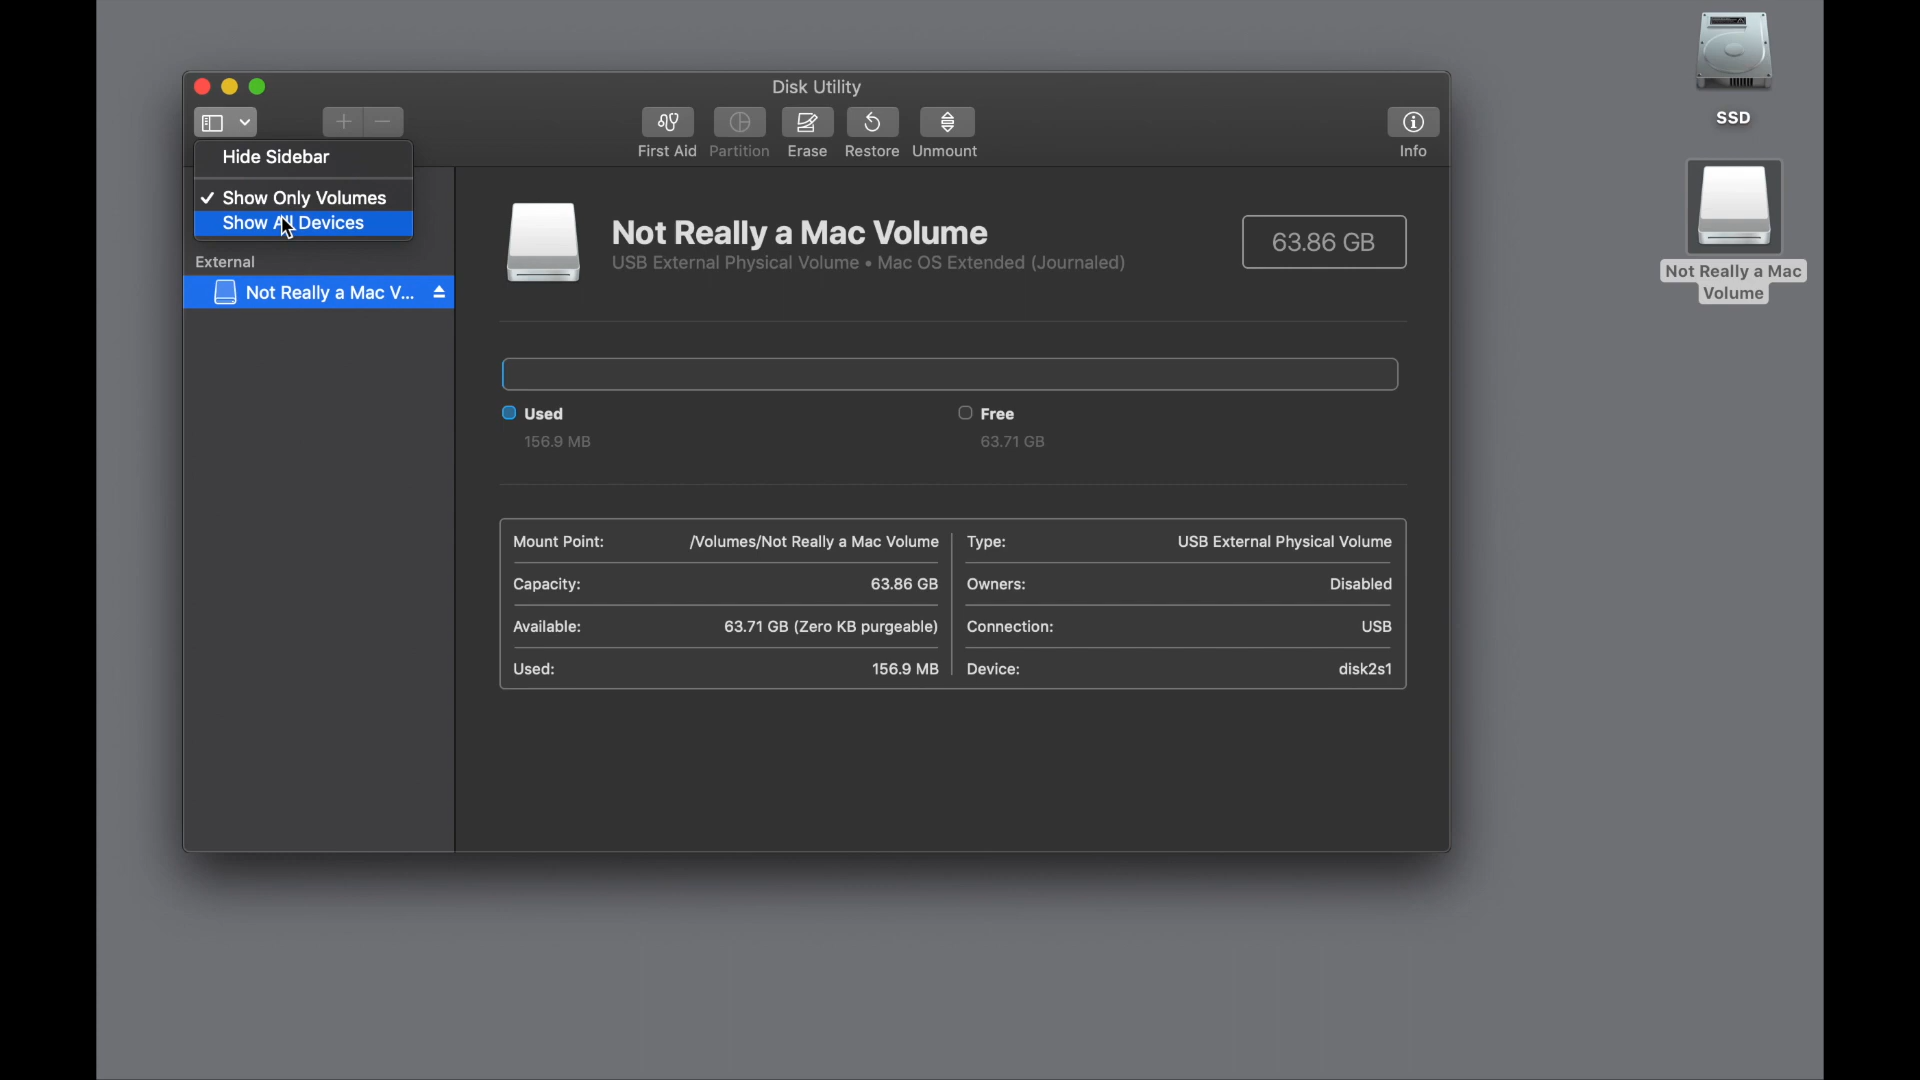 Disk Utility
First Aid
Partition
Erase
Restore
Unmount
Info
Hide Sidebar
Show Only Volumes
Show All Devices
External
Not Really a Mac V...
Not Really a Mac Volume
USB External Physical Volume • Mac OS Extended (Journaled)
63.86 GB
Used
156.9 MB
Free
63.71 GB
Mount Point: /Volumes/Not Really a Mac Volume
Capacity: 63.86 GB
Available: 63.71 GB (Zero KB purgeable)
Used: 156.9 MB
Type: USB External Physical Volume
Owners: Disabled
Connection: USB
Device: disk2s1
SSD
Not Really a Mac
Volume